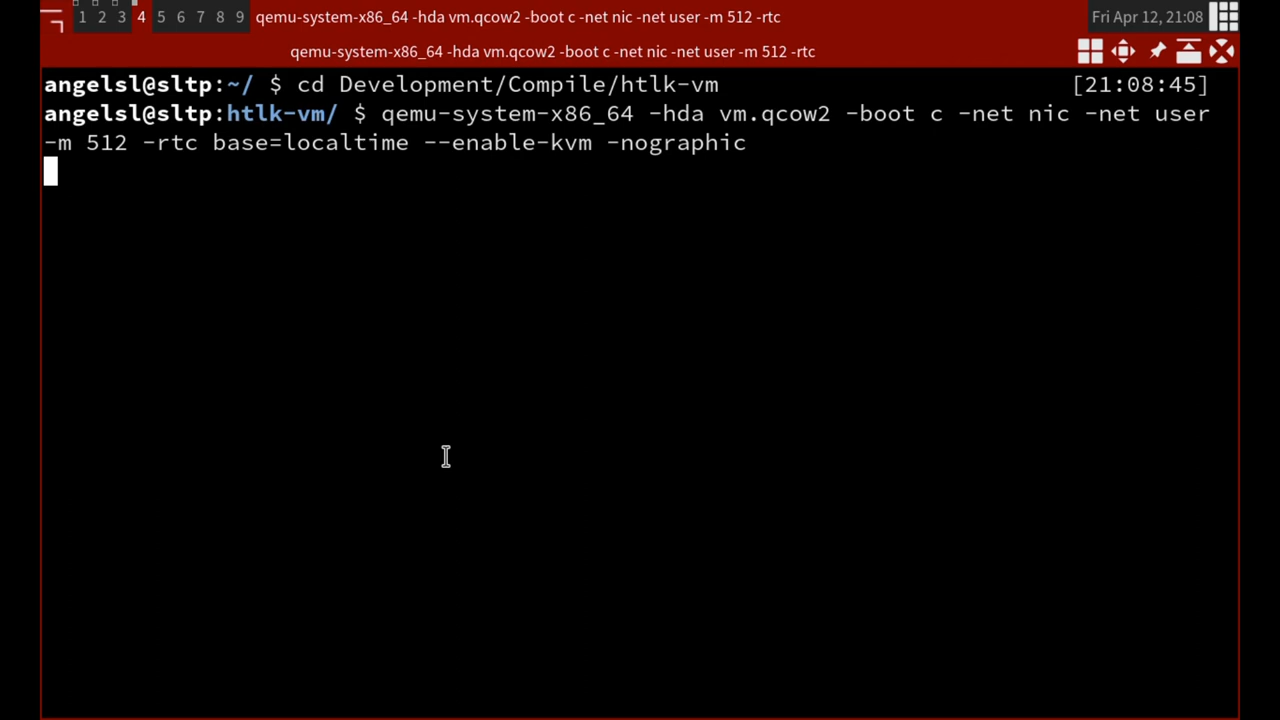 1 2 3 4 5 6 7 8 9 qemu-system-x86_64 -hda vm.qcow2 -boot c -net nic -net user -m 512 -rtc Fri Apr 12, 21:08
qemu-system-x86_64 -hda vm.qcow2 -boot c -net nic -net user -m 512 -rtc
angelsl@sltp:~/ $ cd Development/Compile/htlk-vm [21:08:45]
angelsl@sltp:htlk-vm/ $ qemu-system-x86_64 -hda vm.qcow2 -boot c -net nic -net user
-m 512 -rtc base=localtime --enable-kvm -nographic